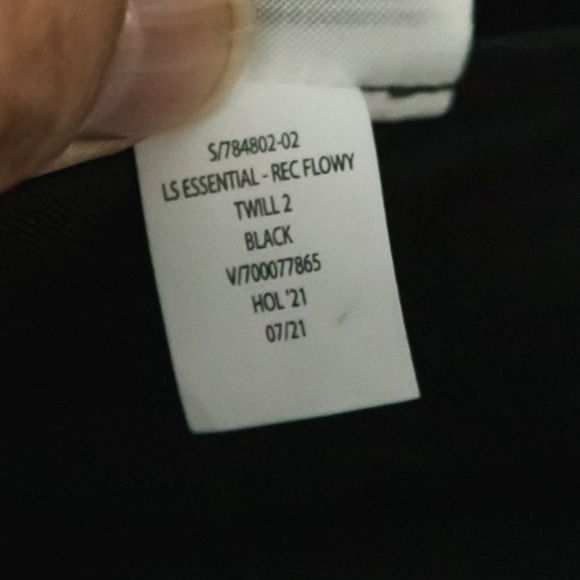 S/784802-02
LS ESSENTIAL - REC FLOWY
TWILL 2
BLACK
V/700077865
HOL '21
07/21